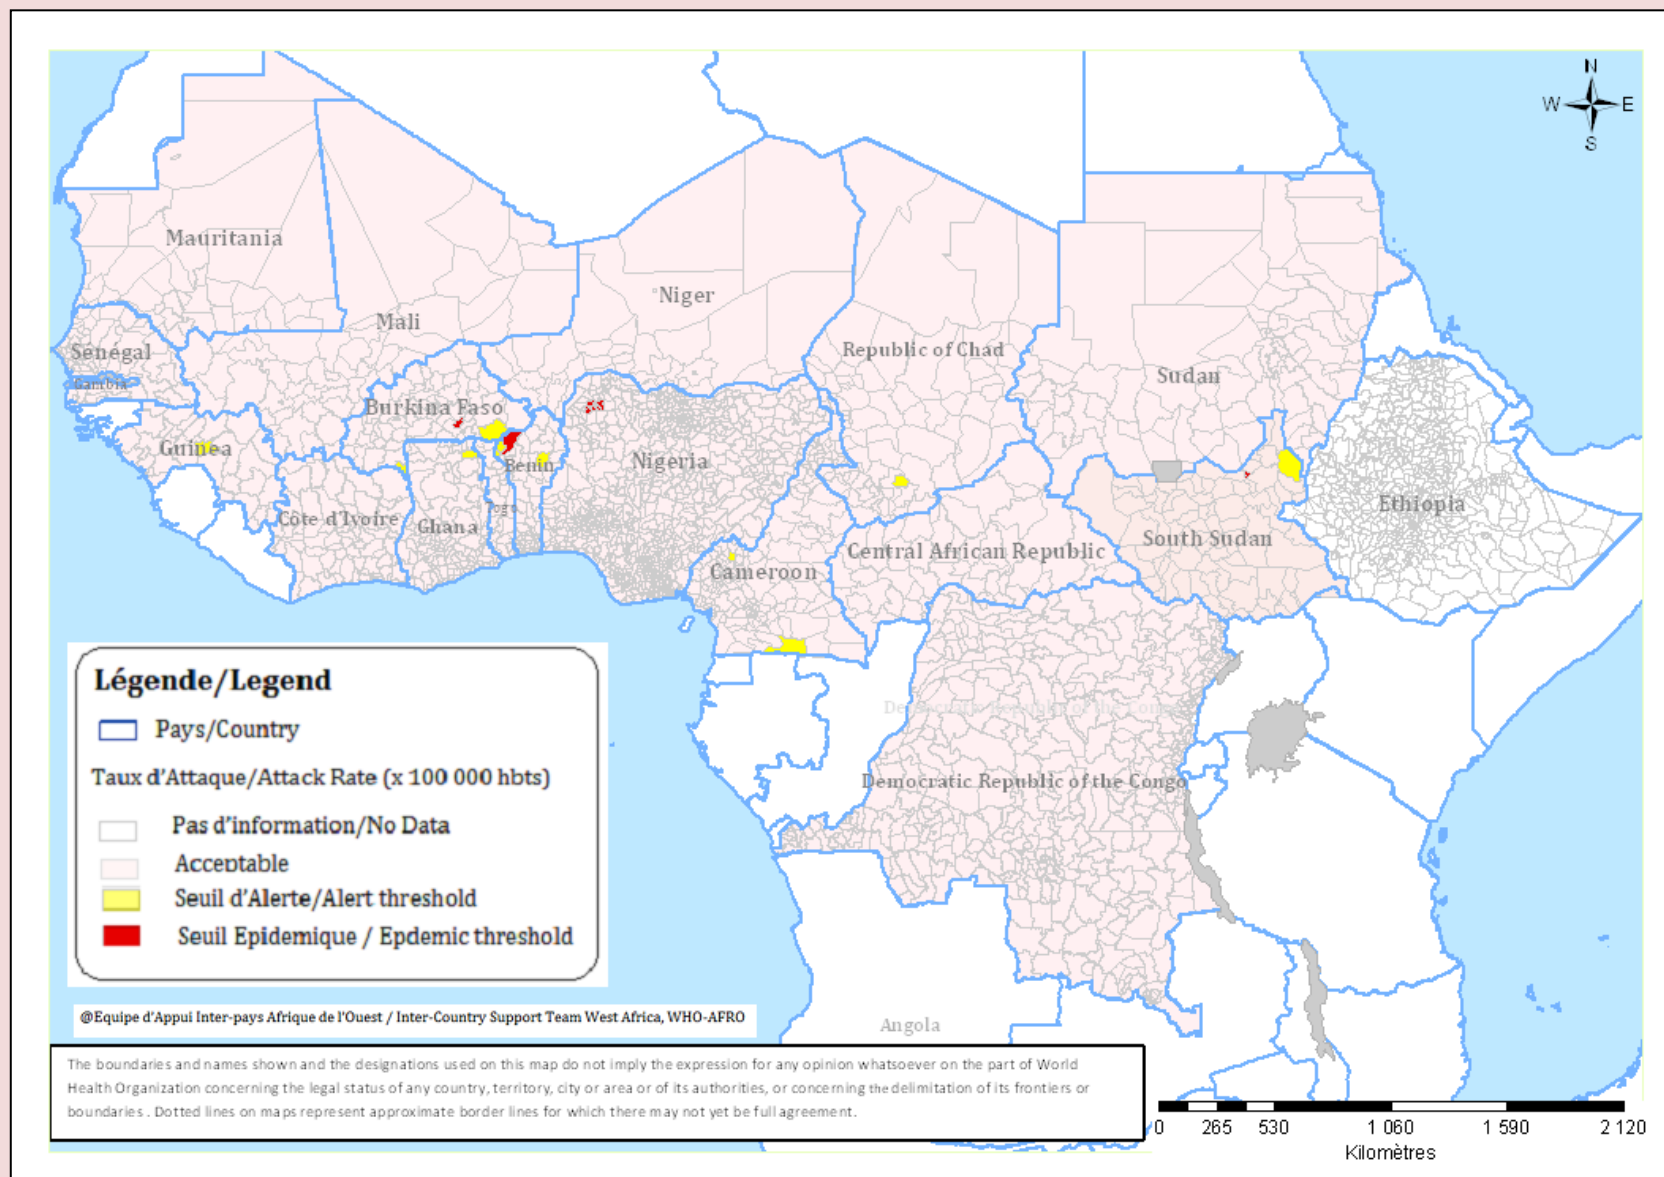 N
W E
S
Mauritania
Niger
Mali
Sénégal
Republic of Chad
Sudan
Gambia
Burkina Faso
Guinea
Benin
Nigeria
Ethiopia
Togo
Côte d'Ivoire
Ghana
South Sudan
Central African Republic
Cameroon
Democratic Republic of the Congo
Democratic Republic of the Congo
Angola
Légende/Legend
Pays/Country
Taux d'Attaque/Attack Rate (x 100 000 hbts)
Pas d'information/No Data
Acceptable
Seuil d'Alerte/Alert threshold
Seuil Epidemique / Epdemic threshold
@Equipe d'Appui Inter-pays Afrique de l'Ouest / Inter-Country Support Team West Africa, WHO-AFRO
The boundaries and names shown and the designations used on this map do not imply the expression for any opinion whatsoever on the part of World
Health Organization concerning the legal status of any country, territory, city or area or of its authorities, or concerning the delimitation of its frontiers or
boundaries . Dotted lines on maps represent approximate border lines for which there may not yet be full agreement.
0 265 530 1 060 1 590 2 120
Kilomètres